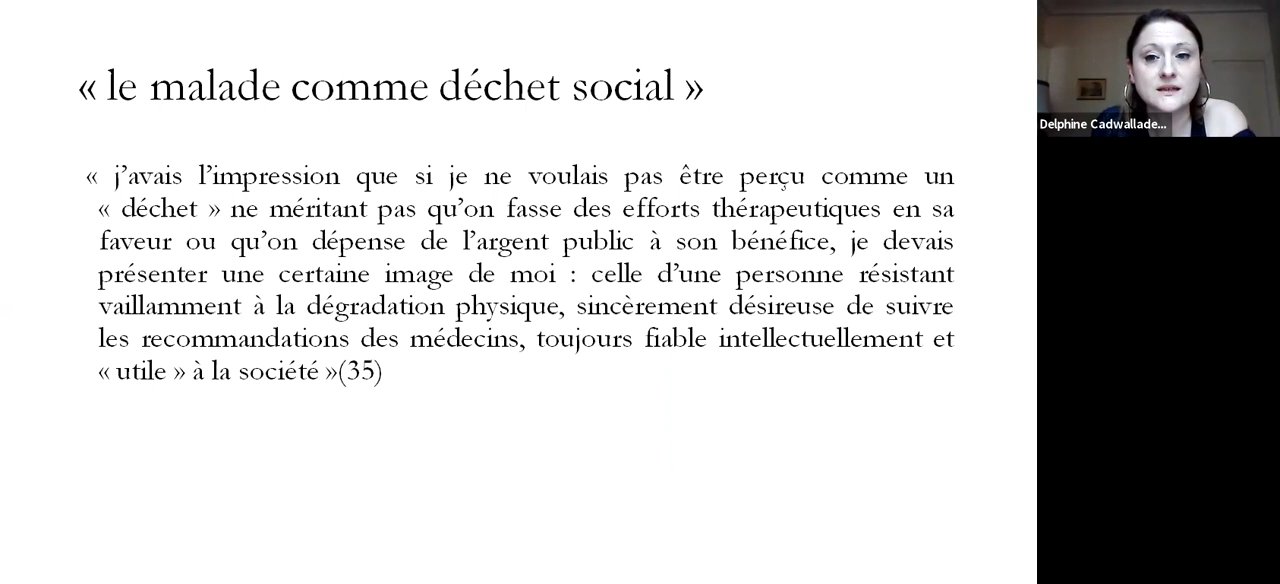 « le malade comme déchet social »
« j’avais l’impression que si je ne voulais pas être perçu comme un
« déchet » ne méritant pas qu’on fasse des efforts thérapeutiques en sa
faveur ou qu’on dépense de l’argent public à son bénéfice, je devais
présenter une certaine image de moi : celle d’une personne résistant
vaillamment à la dégradation physique, sincèrement désireuse de suivre
les recommandations des médecins, toujours fiable intellectuellement et
« utile » à la société »(35)
Delphine Cadwallade...